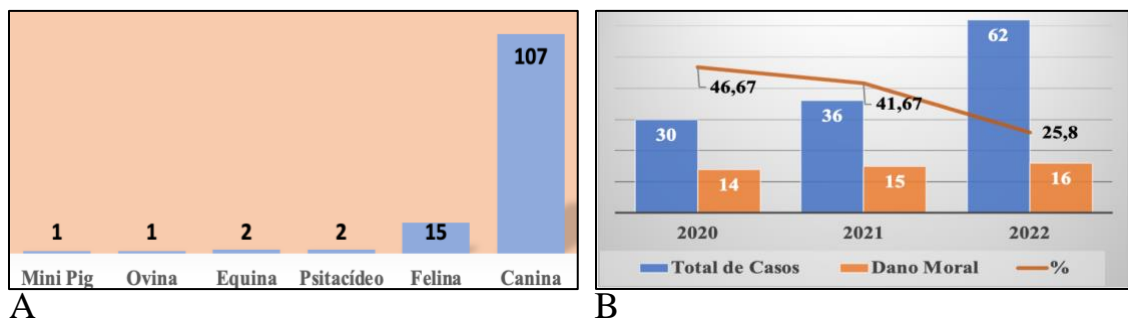 107
1 1 2 2 15
Mini Pig Ovina Equina Psitacídeo Felina Canina
A
62
46,67
41,67
36
30
25,8
14 15 16
2020 2021 2022
Total de Casos Dano Moral %
B